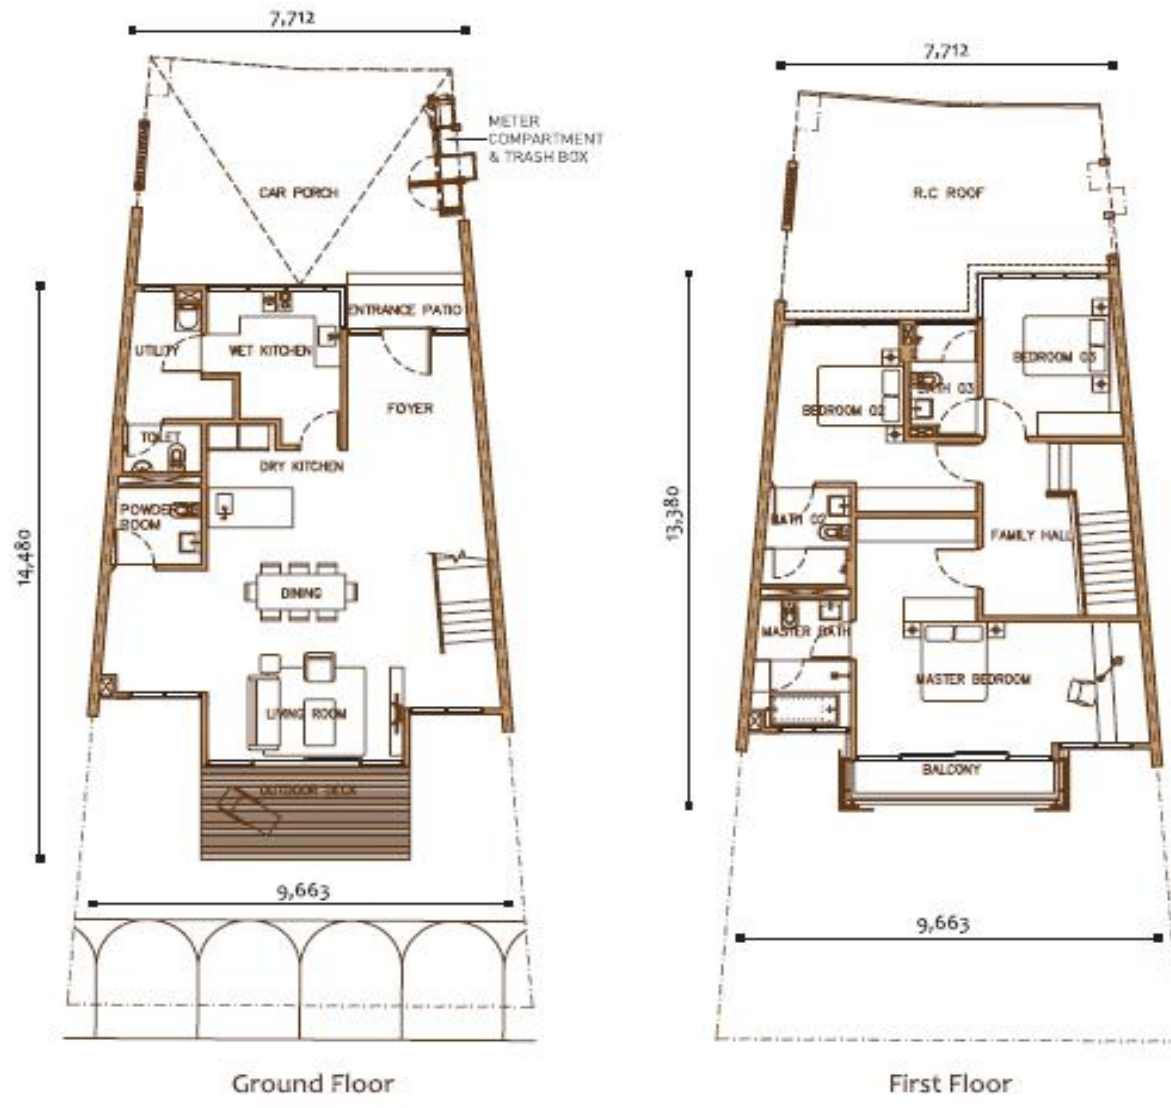 7,712
METER
COMPARTMENT
& TRASH BOX
CAR PORCH
ENTRANCE PATIO
UTILITY
WET KITCHEN
FOYER
TOILET
DRY KITCHEN
POWDER
ROOM
14,480
DINING
LIVING ROOM
OUTDOOR DECK
9,663
Ground Floor
7,712
R.C ROOF
BEDROOM 03
BATH 03
BEDROOM 02
13,380
BATH 02
FAMILY HALL
MASTER BATH
MASTER BEDROOM
BALCONY
9,663
First Floor